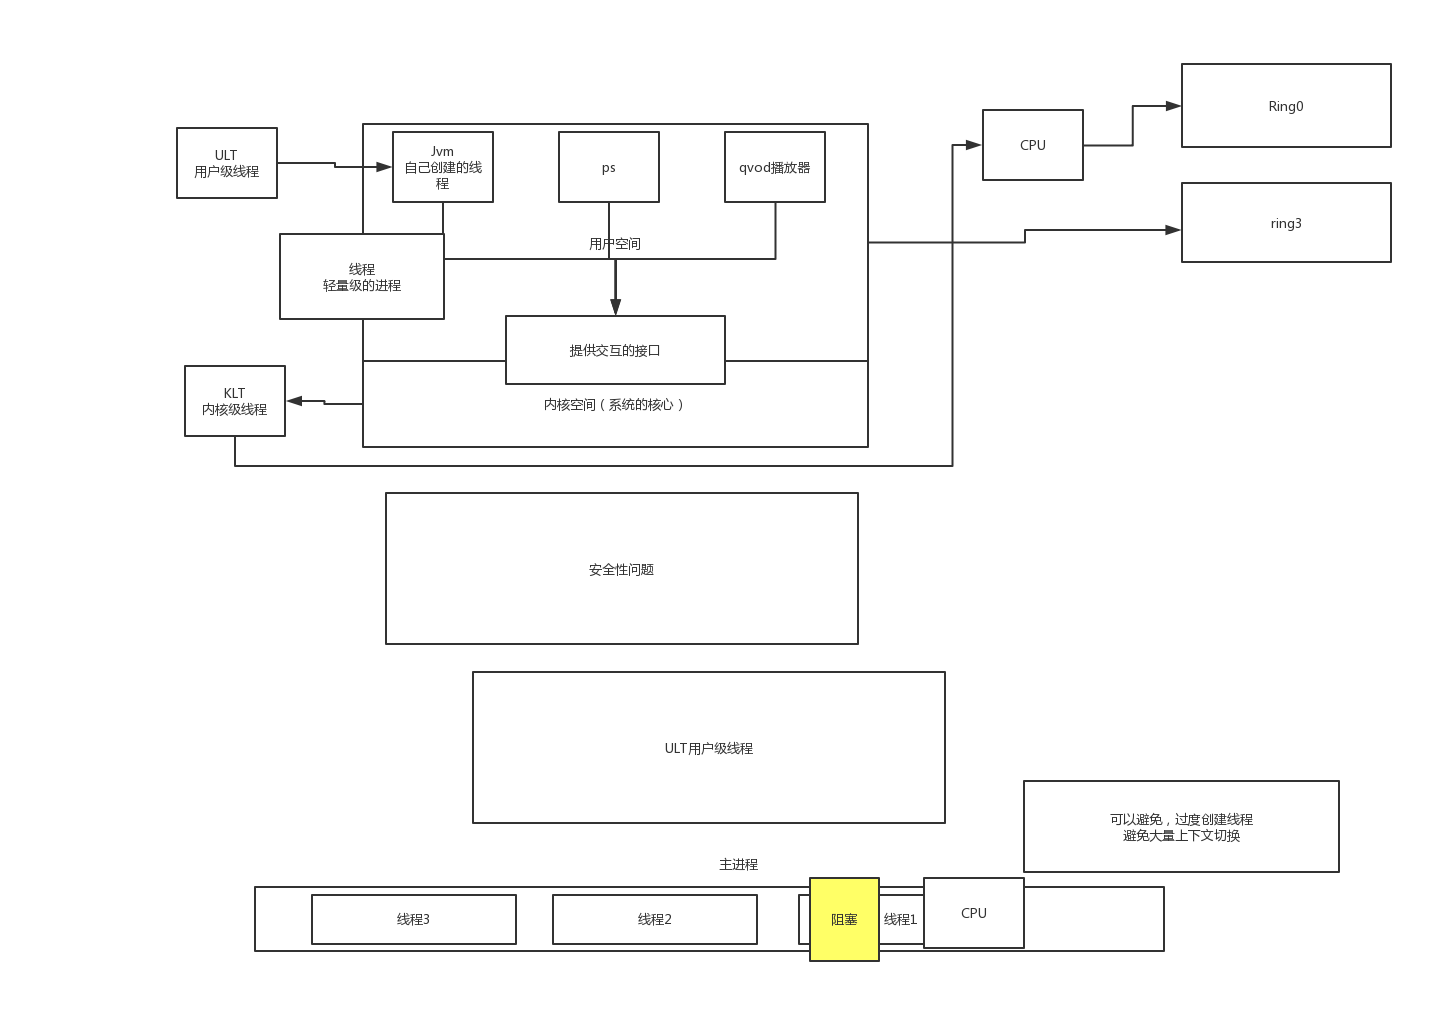 Ring0
CPU
ULT
用户级线程
Jvm
自己创建的线
程
ps
qvod播放器
ring3
用户空间
线程
轻量级的进程
提供交互的接口
KLT
内核级线程
内核空间（系统的核心）
安全性问题
ULT用户级线程
可以避免，过度创建线程
避免大量上下文切换
主进程
线程3
线程2
阻塞
线程1
CPU